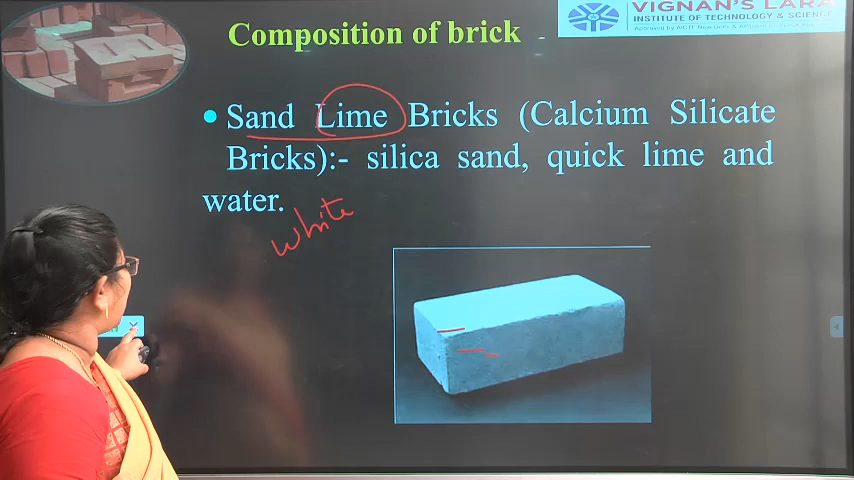 VIGNAN'S LARA
INSTITUTE OF TECHNOLOGY & SCIENCE
Composition of brick
• Sand Lime Bricks (Calcium Silicate
Bricks):- silica sand, quick lime and
water.
white